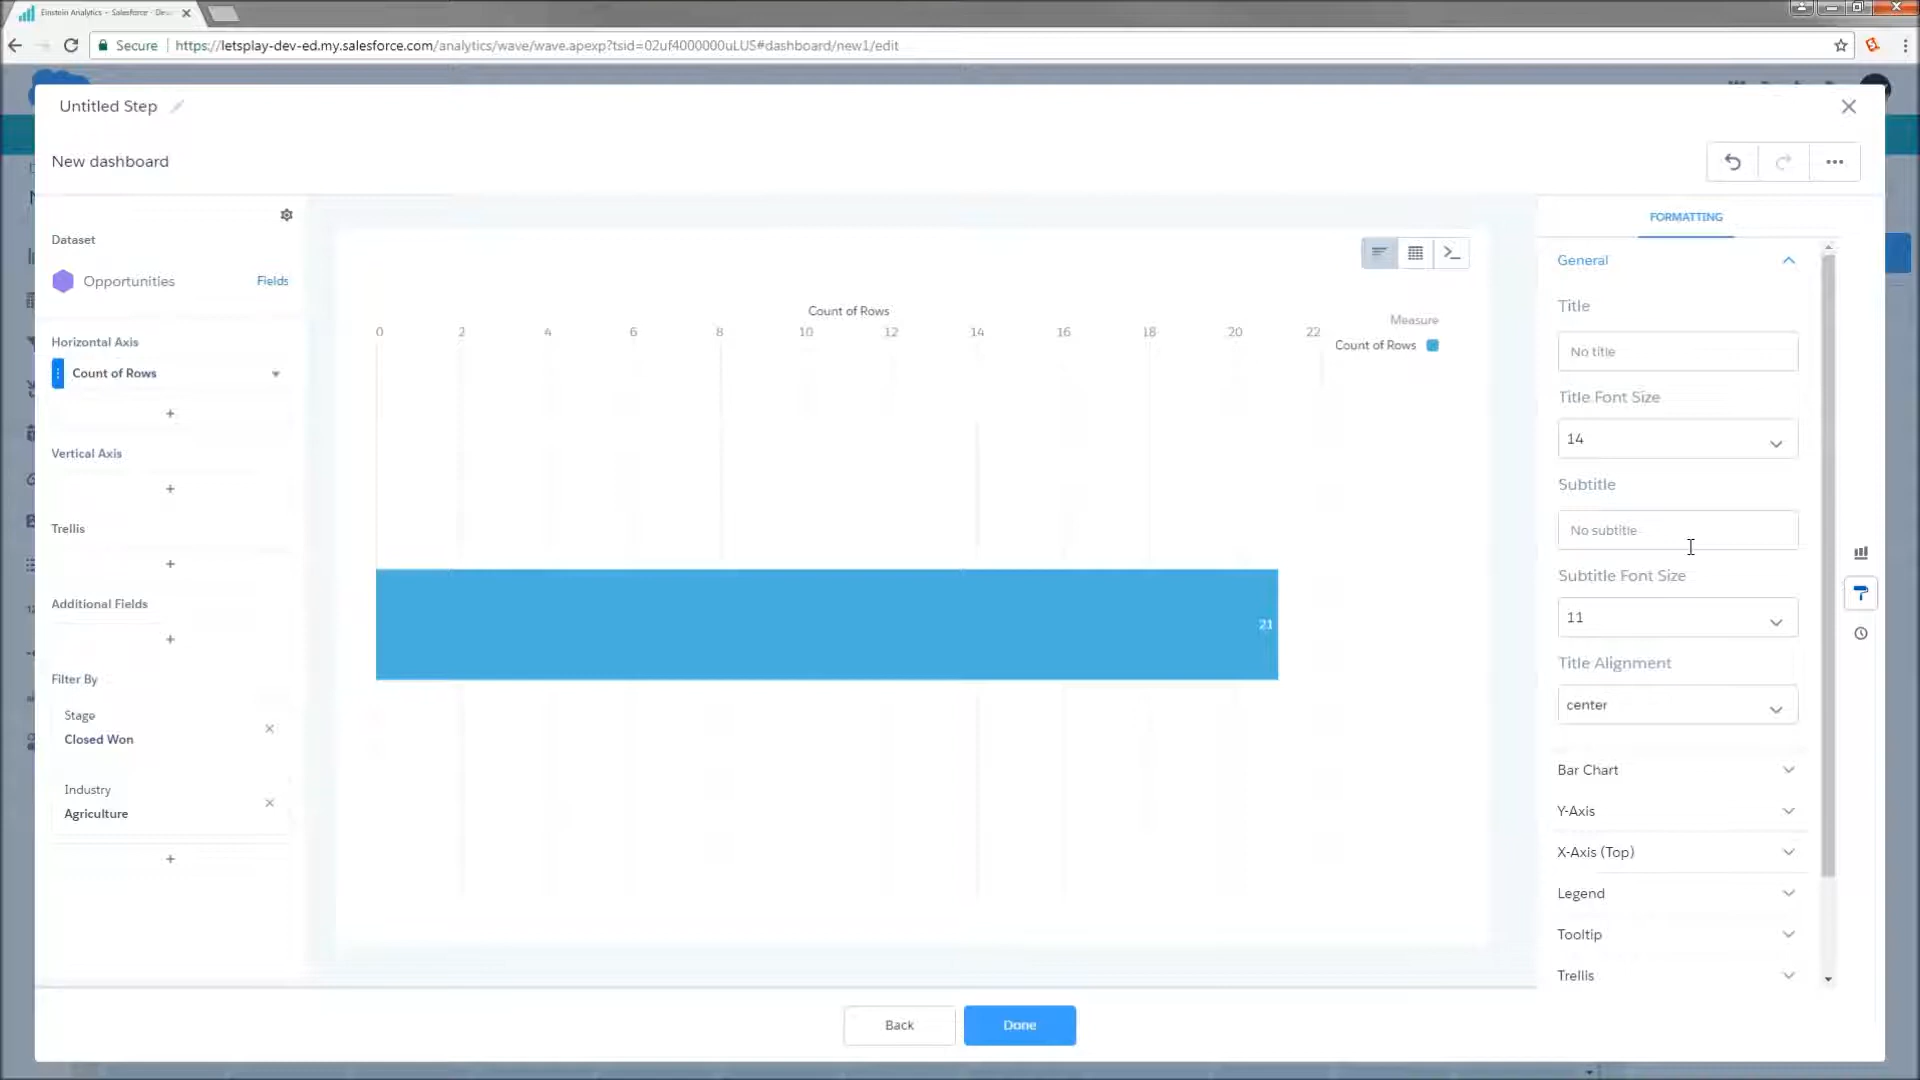 Einstein Analytics - Salesforce - De
Secure
https://letsplay-dev-ed.my.salesforce.com/analytics/wave/wave.apexp?tsid=02uf4000000uLUS#dashboard/new1/edit
Untitled Step
New dashboard
Dataset
Opportunities
Fields
Horizontal Axis
Count of Rows
Vertical Axis
Trellis
Additional Fields
Filter By
Stage
Closed Won
Industry
Agriculture
Count of Rows
0 2 4 6 8 10 12 14 16 18 20 22
Measure
Count of Rows
21
FORMATTING
General
Title
No title
Title Font Size
14
Subtitle
No subtitle
Subtitle Font Size
11
Title Alignment
center
Bar Chart
Y-Axis
X-Axis (Top)
Legend
Tooltip
Trellis
Back
Done